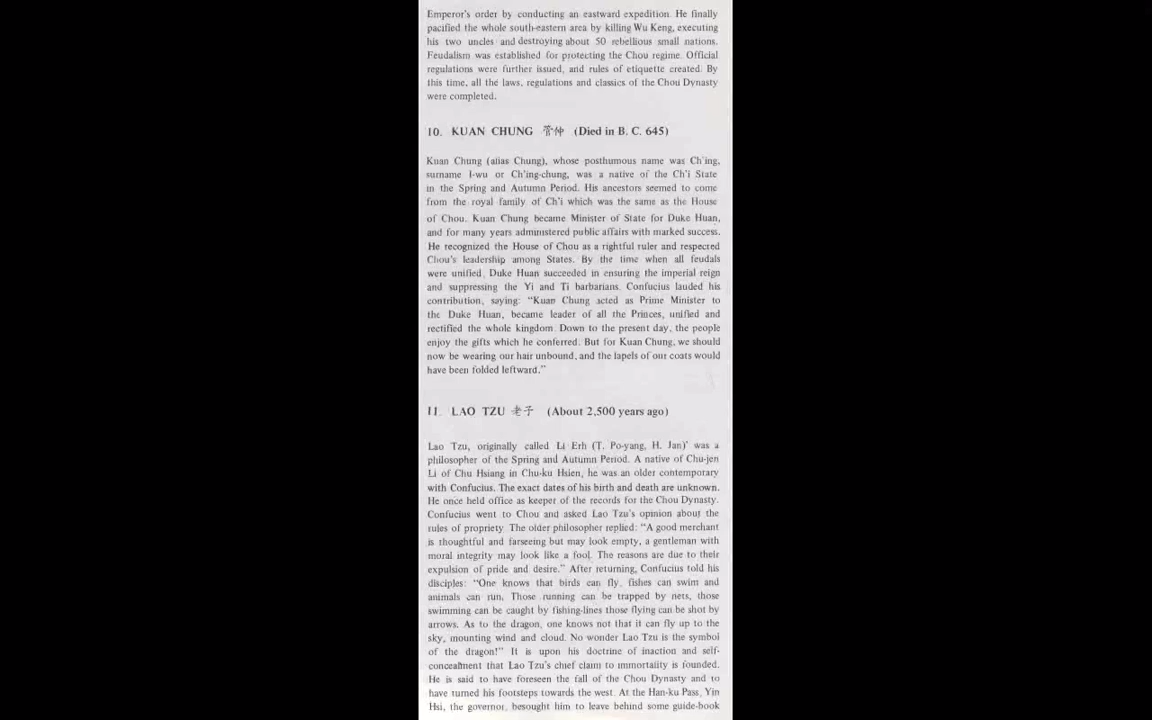 Emperor's order by conducting an eastward expedition. He finally
pacified the whole south-eastern area by killing Wu Keng, executing
his two uncles and destroying about 50 rebellious small nations.
Feudalism was established for protecting the Chou regime. Official
regulations were further issued, and rules of etiquette created. By
this time, all the laws, regulations and classics of the Chou Dynasty
were completed.
10. KUAN CHUNG 管仲 (Died in B. C. 645)
Kuan Chung (alias Chung), whose posthumous name was Ch'ing,
surname I-wu or Ch'ing-chung, was a native of the Ch'i State
in the Spring and Autumn Period. His ancestors seemed to come
from the royal family of Ch'i which was the same as the House
of Chou. Kuan Chung became Minister of State for Duke Huan,
and for many years administered public affairs with marked success.
He recognized the House of Chou as a rightful ruler and respected
Chou's leadership among States. By the time when all feudals
were unified, Duke Huan succeeded in ensuring the imperial reign
and suppressing the Yi and Ti barbarians. Confucius lauded his
contribution, saying: "Kuan Chung acted as Prime Minister to
the Duke Huan, became leader of all the Princes, unified and
rectified the whole kingdom. Down to the present day, the people
enjoy the gifts which he conferred. But for Kuan Chung, we should
now be wearing our hair unbound, and the lapels of our coats would
have been folded leftward."
11. LAO TZU 老子 (About 2,500 years ago)
Lao Tzu, originally called Li Erh (T. Po-yang, H. Jan)' was a
philosopher of the Spring and Autumn Period. A native of Chu-jen
Li of Chu Hsiang in Chu-ku Hsien, he was an older contemporary
with Confucius. The exact dates of his birth and death are unknown.
He once held office as keeper of the records for the Chou Dynasty.
Confucius went to Chou and asked Lao Tzu's opinion about the
rules of propriety. The older philosopher replied: "A good merchant
is thoughtful and farseeing but may look empty, a gentleman with
moral integrity may look like a fool. The reasons are due to their
expulsion of pride and desire." After returning, Confucius told his
disciples: "One knows that birds can fly, fishes can swim and
animals can run. Those running can be trapped by nets, those
swimming can be caught by fishing-lines those flying can be shot by
arrows. As to the dragon, one knows not that it can fly up to the
sky, mounting wind and cloud. No wonder Lao Tzu is the symbol
of the dragon!" It is upon his doctrine of inaction and self-
concealment that Lao Tzu's chief claim to immortality is founded.
He is said to have foreseen the fall of the Chou Dynasty and to
have turned his footsteps towards the west. At the Han-ku Pass, Yin
Hsi, the governor, besought him to leave behind some guide-book